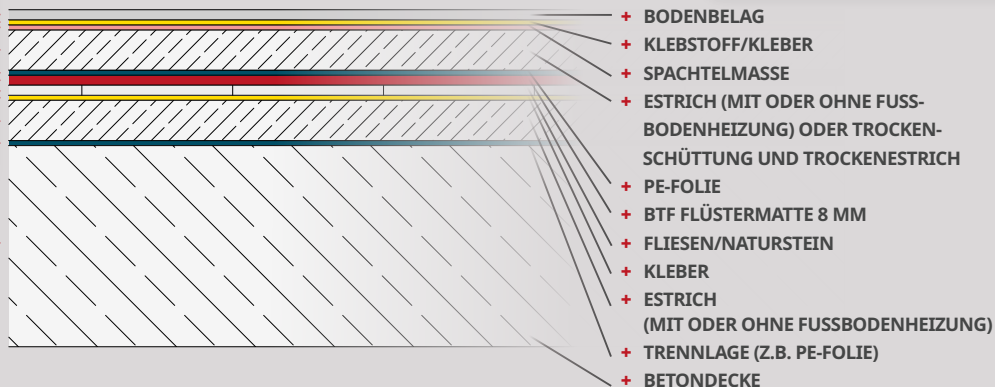 + BODENBELAG
+ KLEBSTOFF/KLEBER
+ SPACHTELMASSE
+ ESTRICH (MIT ODER OHNE FUSS-
BODENHEIZUNG) ODER TROCKEN-
SCHÜTTUNG UND TROCKENESTRICH
+ PE-FOLIE
+ BTF FLÜSTERMATTE 8 MM
+ FLIESEN/NATURSTEIN
+ KLEBER
+ ESTRICH
(MIT ODER OHNE FUSSBODENHEIZUNG)
+ TRENNLAGE (Z.B. PE-FOLIE)
+ BETONDECKE